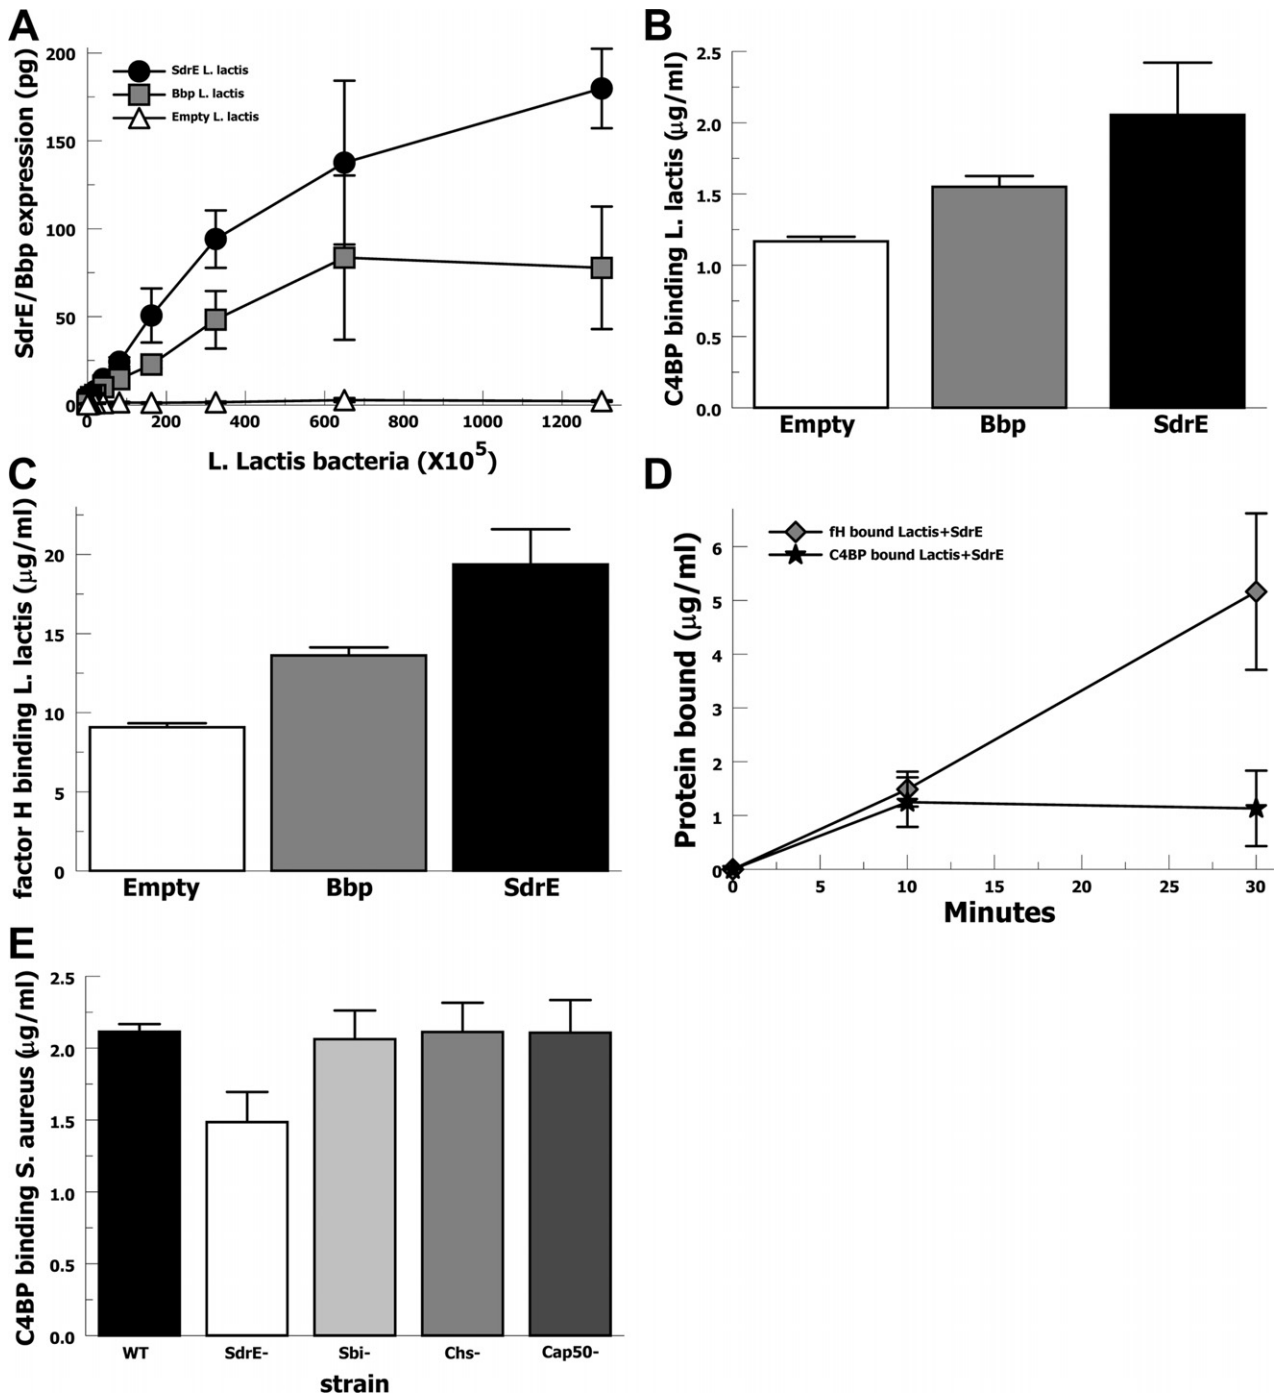 A
SdrE/Bbp expression (pg)
200
150
100
50
0
SdrE L. lactis
Bbp L. lactis
Empty L. lactis
0 200 400 600 800 1000 1200
L. Lactis bacteria (X10^5)
B
C4BP binding L. lactis (μg/ml)
2.5
2.0
1.5
1.0
0.5
0.0
Empty Bbp SdrE
C
factor H binding L. lactis (μg/ml)
20
15
10
5
0
Empty Bbp SdrE
D
Protein bound (μg/ml)
6
5
4
3
2
1
0
fH bound Lactis+SdrE
C4BP bound Lactis+SdrE
0 5 10 15 20 25 30
Minutes
E
C4BP binding S. aureus (μg/ml)
2.5
2.0
1.5
1.0
0.5
0.0
WT SdrE- Sbi- Chs- Cap50-
strain